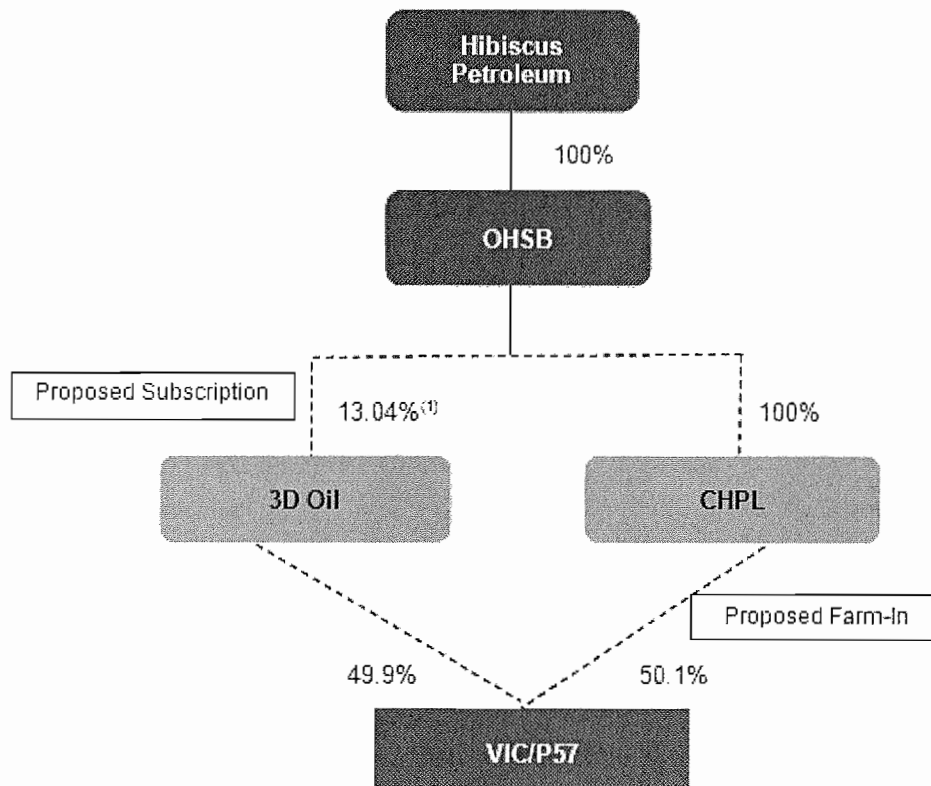 Hibiscus
Petroleum
100%
OHSB
Proposed Subscription
13.04%(1)
100%
3D Oil
CHPL
Proposed Farm-In
49.9%
50.1%
VIC/P57